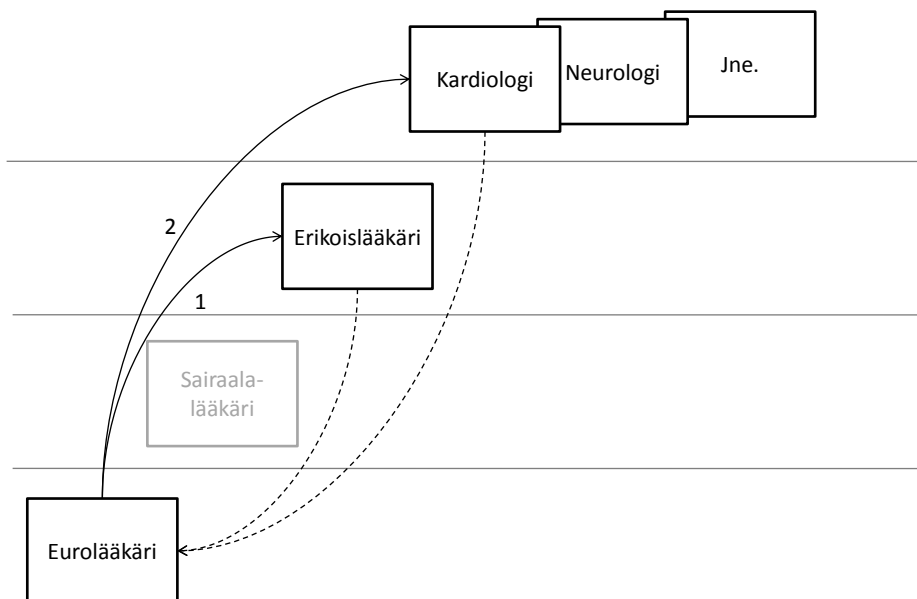 Kardiologi
Neurologi
Jne.
2
Erikoislääkäri
1
Sairaala-
lääkäri
Eurolääkäri